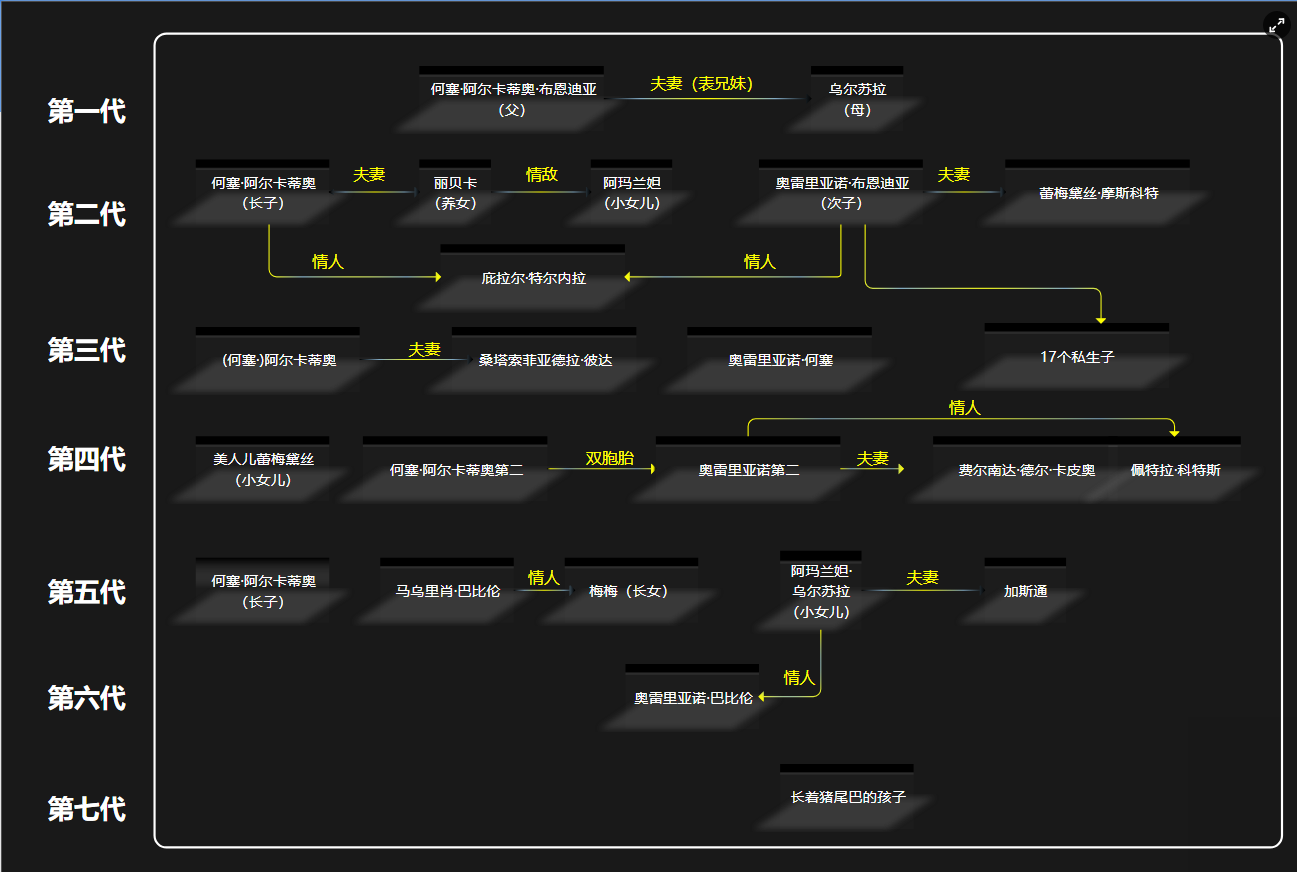 第一代
何塞·阿尔卡蒂奥·布恩迪亚
（父）
夫妻（表兄妹）
乌尔苏拉
（母）
第二代
何塞·阿尔卡蒂奥
（长子）
夫妻
丽贝卡
（养女）
情敌
阿玛兰妲
（小女儿）
奥雷里亚诺·布恩迪亚
（次子）
夫妻
蕾梅黛丝·摩斯科特
情人
庇拉尔·特尔内拉
情人
第三代
(何塞·)阿尔卡蒂奥
夫妻
桑塔索菲亚德拉·彼达
奥雷里亚诺·何塞
17个私生子
第四代
情人
美人儿蕾梅黛丝
（小女儿）
何塞·阿尔卡蒂奥第二
双胞胎
奥雷里亚诺第二
夫妻
费尔南达·德尔·卡皮奥
佩特拉·科特斯
第五代
何塞·阿尔卡蒂奥
（长子）
马乌里肖·巴比伦
情人
梅梅（长女）
阿玛兰妲·
乌尔苏拉
（小女儿）
夫妻
加斯通
第六代
奥雷里亚诺·巴比伦
情人
第七代
长着猪尾巴的孩子